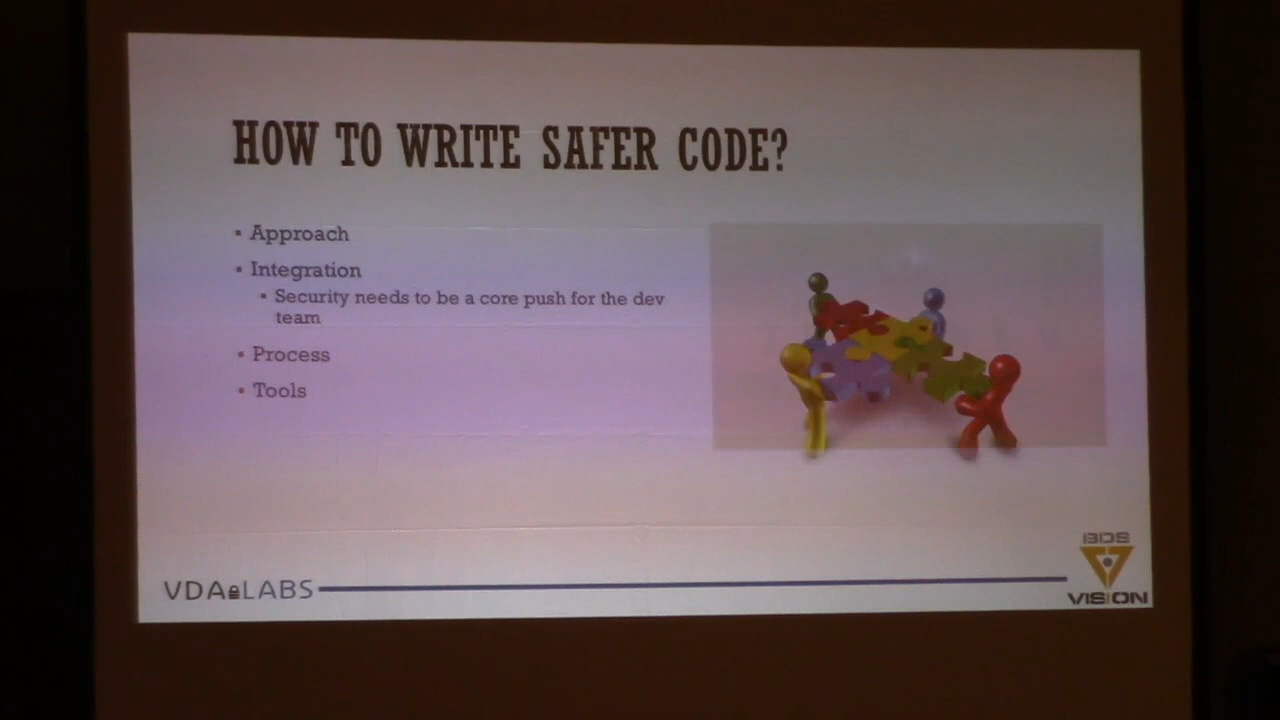 HOW TO WRITE SAFER CODE?
▪ Approach
▪ Integration
▪ Security needs to be a core push for the dev
team
▪ Process
▪ Tools
VDA LABS
BDS
VISION